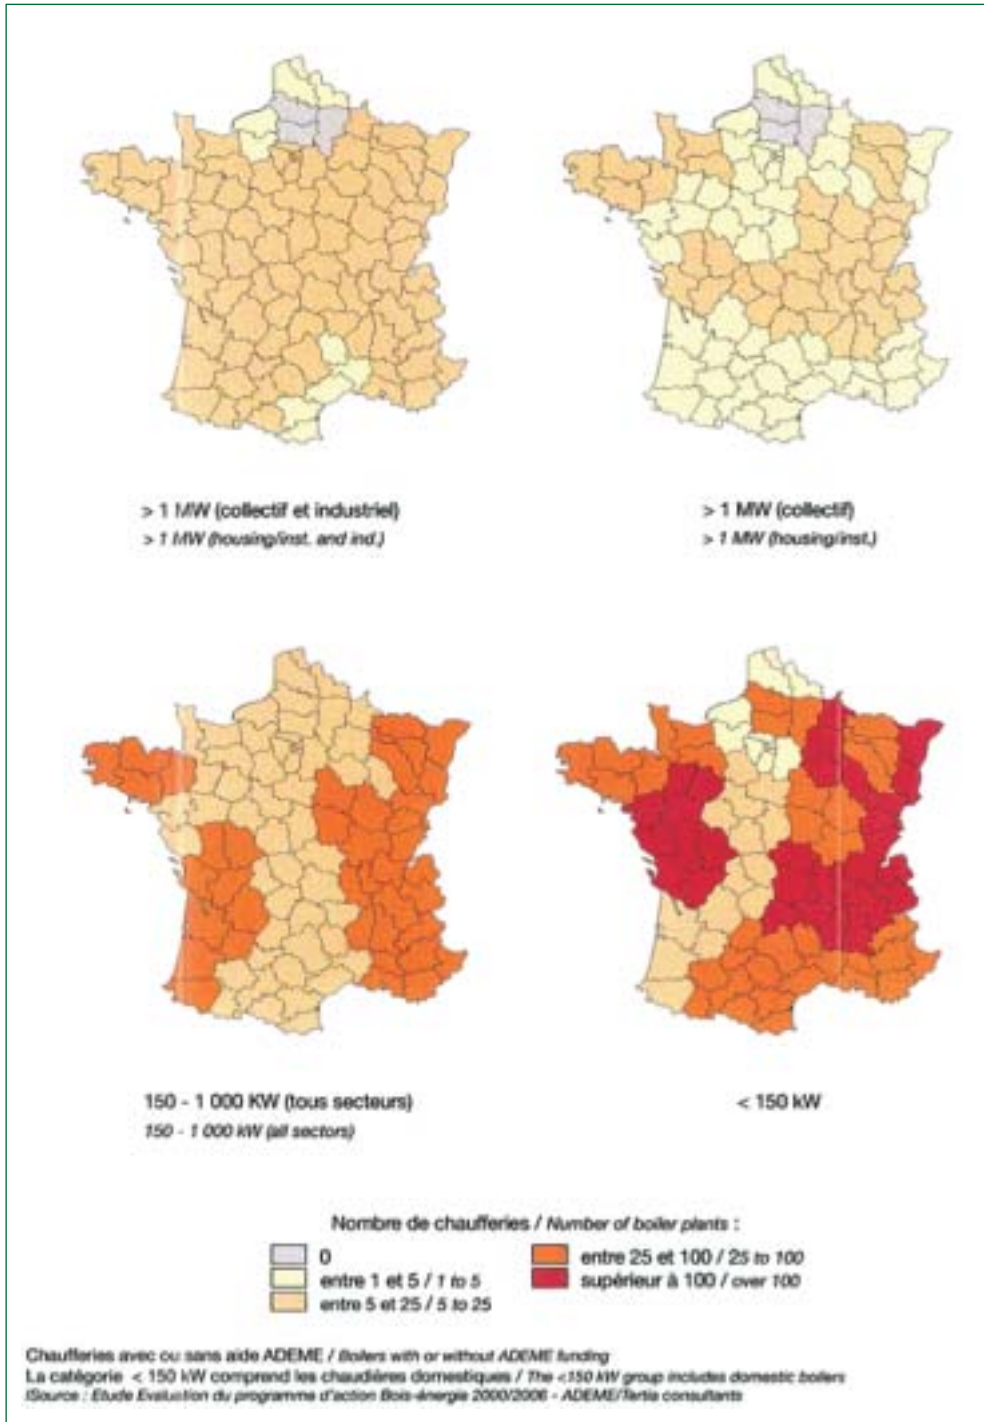 > 1 MW (collectif et industriel)
> 1 MW (housing/inst. and ind.)
> 1 MW (collectif)
> 1 MW (housing/inst.)
150 - 1 000 KW (tous secteurs)
150 - 1 000 kW (all sectors)
< 150 kW
Nombre de chaufferies / Number of boiler plants :
0
entre 1 et 5 / 1 to 5
entre 5 et 25 / 5 to 25
entre 25 et 100 / 25 to 100
supérieur à 100 / over 100
Chaufferies avec ou sans aide ADEME / Boilers with or without ADEME funding
La catégorie < 150 kW comprend les chaudières domestiques / The <150 kW group includes domestic boilers
(Source : Etude Evaluation du programme d'action Bois-énergie 2000/2006 - ADEME/Tertia consultants